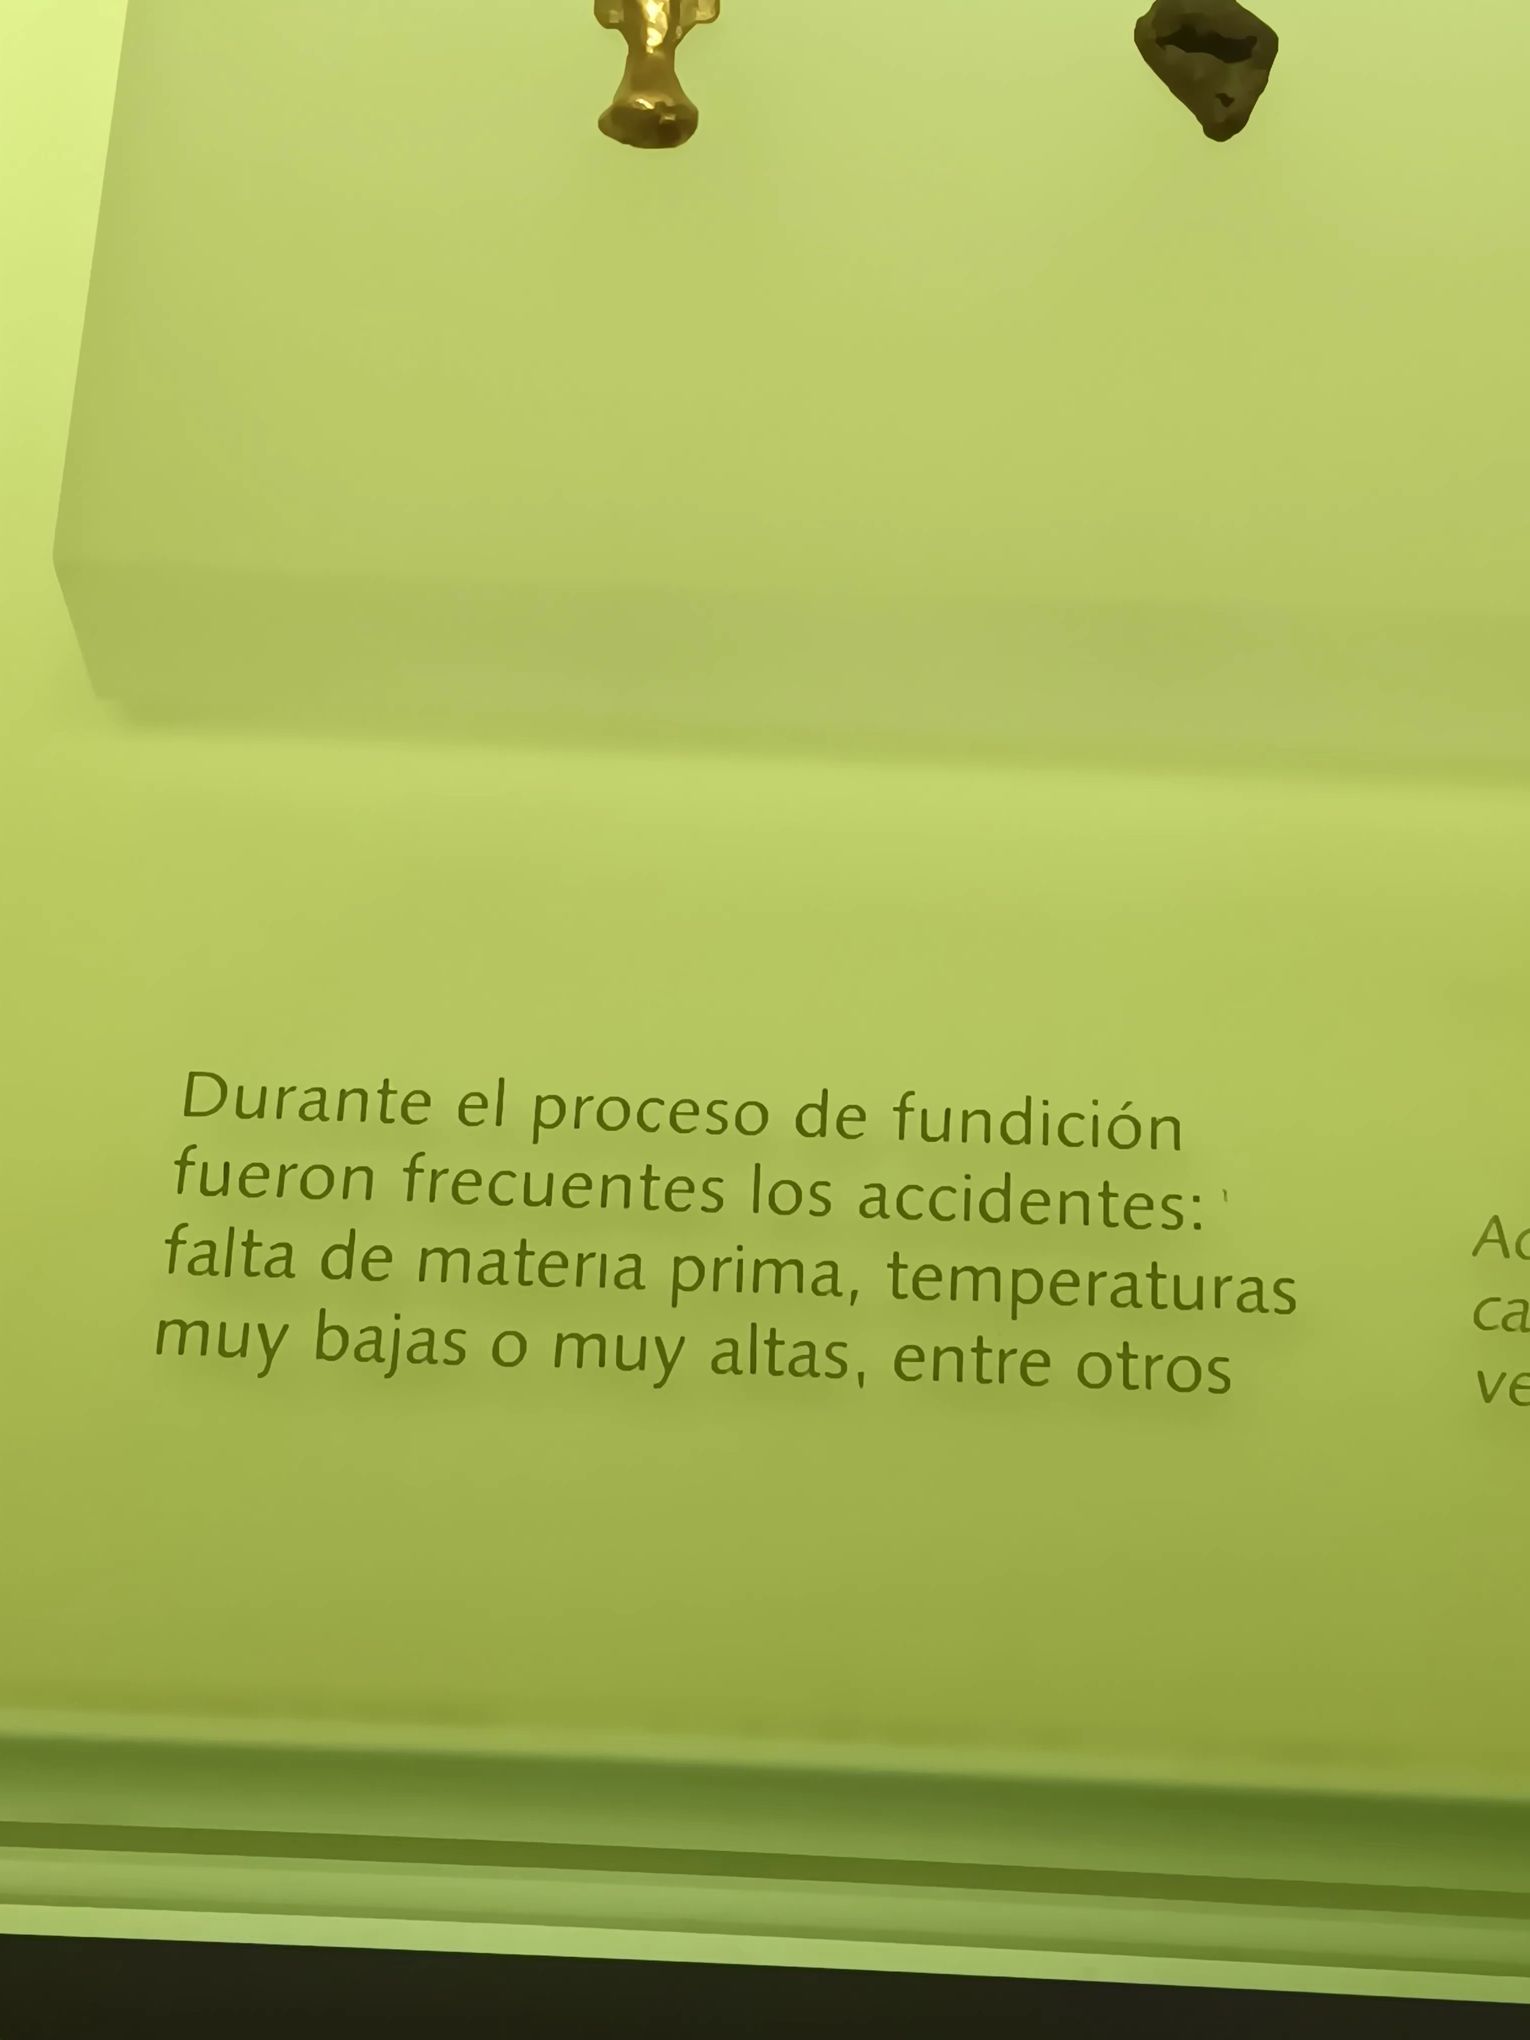 Durante el proceso de fundición
fueron frecuentes los accidentes:
falta de materia prima, temperaturas
muy bajas o muy altas, entre otros